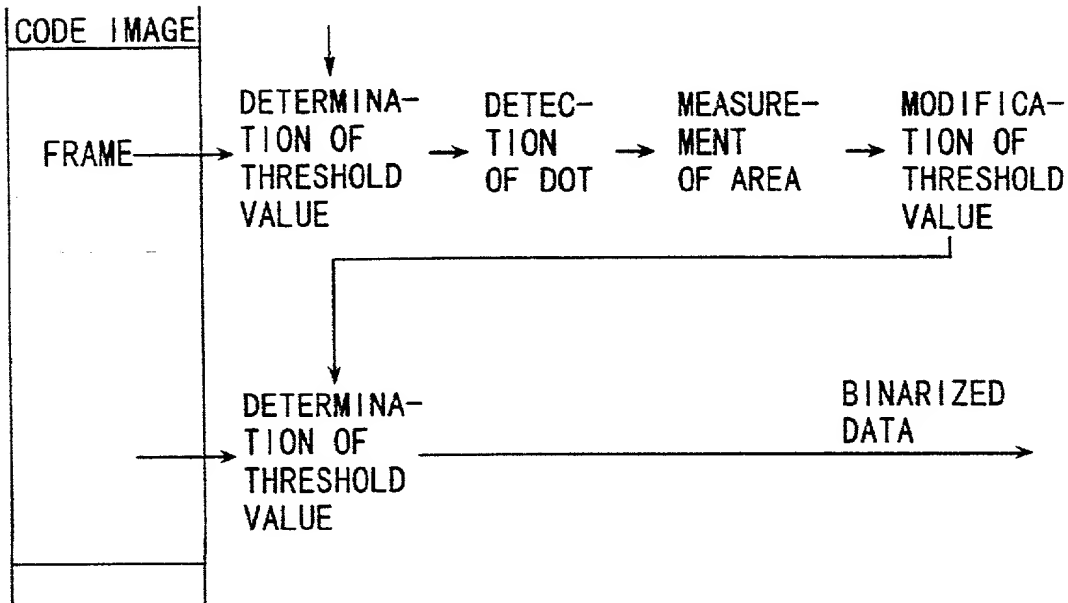 CODE IMAGE
FRAME
DETERMINA-
TION OF
THRESHOLD
VALUE
DETEC-
TION
OF DOT
MEASURE-
MENT
OF AREA
MODIFICA-
TION OF
THRESHOLD
VALUE
DETERMINA-
TION OF
THRESHOLD
VALUE
BINARIZED
DATA